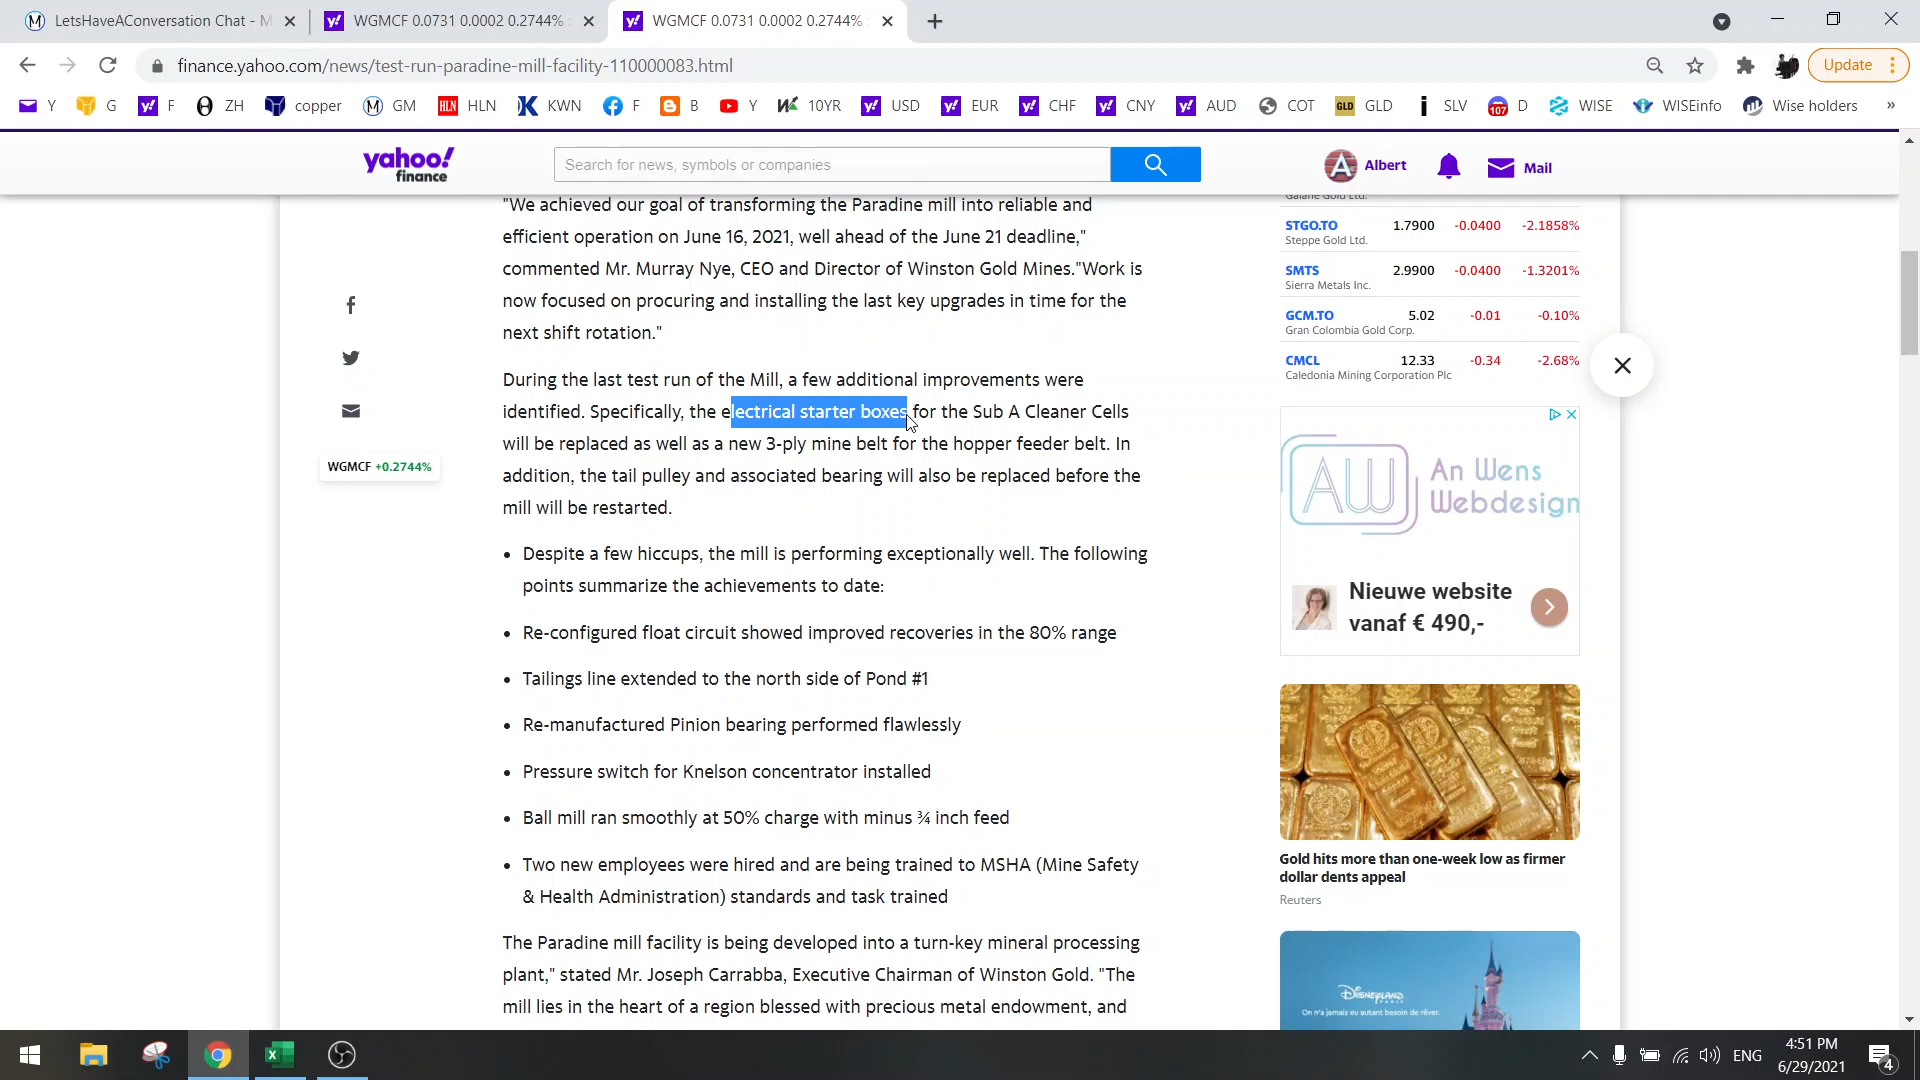 LetsHaveAConversation Chat - M
WGMCF 0.0731 0.0002 0.2744%
WGMCF 0.0731 0.0002 0.2744%
finance.yahoo.com/news/test-run-paradine-mill-facility-110000083.html
Update
Y G F ZH copper GM HLN KWN F B Y 10YR USD EUR CHF CNY AUD COT GLD GLD SLV D WISE WISEinfo Wise holders »
yahoo!
finance
Search for news, symbols or companies
Albert
Mail
"We achieved our goal of transforming the Paradine mill into reliable and
efficient operation on June 16, 2021, well ahead of the June 21 deadline,"
commented Mr. Murray Nye, CEO and Director of Winston Gold Mines."Work is
now focused on procuring and installing the last key upgrades in time for the
next shift rotation."
During the last test run of the Mill, a few additional improvements were
identified. Specifically, the electrical starter boxes for the Sub A Cleaner Cells
will be replaced as well as a new 3-ply mine belt for the hopper feeder belt. In
addition, the tail pulley and associated bearing will also be replaced before the
mill will be restarted.
WGMCF +0.2744%
• Despite a few hiccups, the mill is performing exceptionally well. The following
points summarize the achievements to date:
• Re-configured float circuit showed improved recoveries in the 80% range
• Tailings line extended to the north side of Pond #1
• Re-manufactured Pinion bearing performed flawlessly
• Pressure switch for Knelson concentrator installed
• Ball mill ran smoothly at 50% charge with minus ¾ inch feed
• Two new employees were hired and are being trained to MSHA (Mine Safety
& Health Administration) standards and task trained
The Paradine mill facility is being developed into a turn-key mineral processing
plant," stated Mr. Joseph Carrabba, Executive Chairman of Winston Gold. "The
mill lies in the heart of a region blessed with precious metal endowment, and
Galane Gold Ltd.
STGO.TO 1.7900 -0.0400 -2.1858%
Steppe Gold Ltd.
SMTS 2.9900 -0.0400 -1.3201%
Sierra Metals Inc.
GCM.TO 5.02 -0.01 -0.10%
Gran Colombia Gold Corp.
CMCL 12.33 -0.34 -2.68%
Caledonia Mining Corporation Plc
AW
An Wens
Webdesign
Nieuwe website
vanaf € 490,-
Gold hits more than one-week low as firmer
dollar dents appeal
Reuters
Disneyland
PARIS
On n'a jamais eu autant besoin de rêver.
ENG
4:51 PM
6/29/2021
4